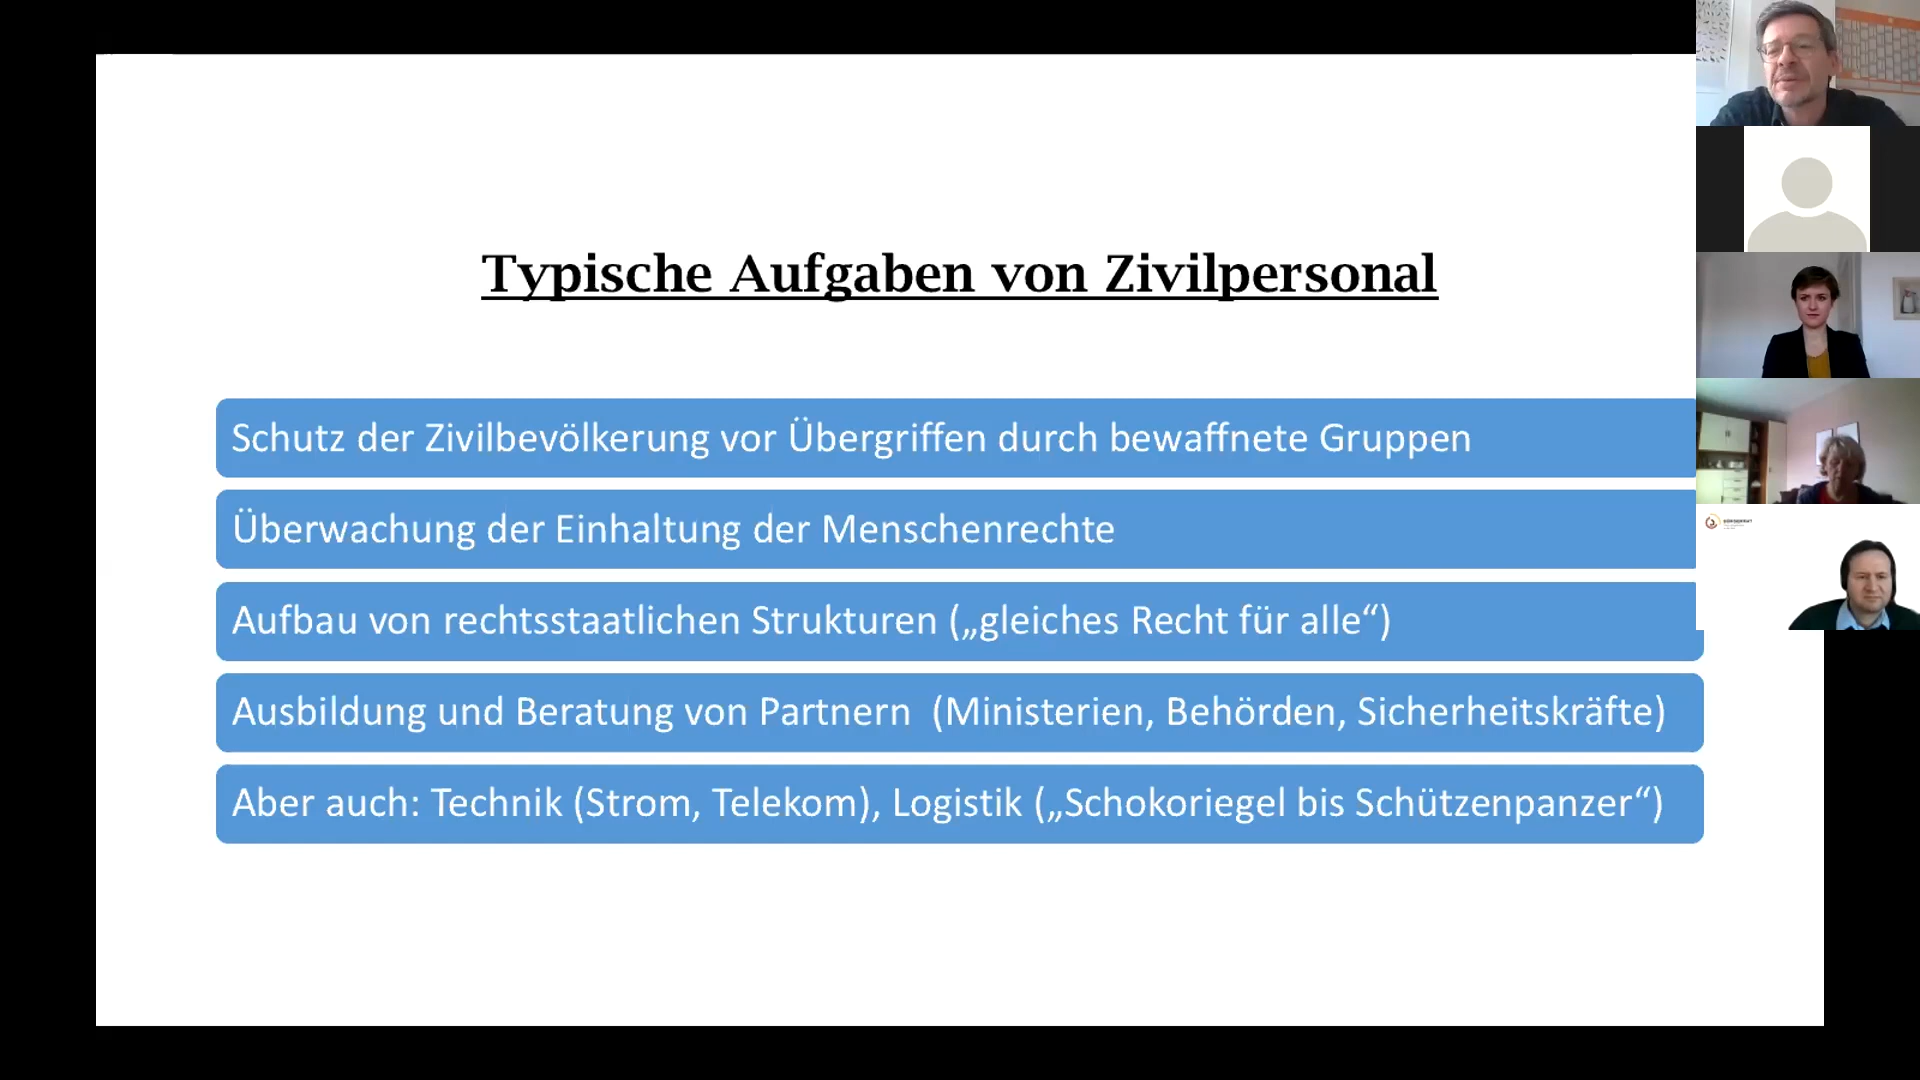 Typische Aufgaben von Zivilpersonal
Schutz der Zivilbevölkerung vor Übergriffen durch bewaffnete Gruppen
Überwachung der Einhaltung der Menschenrechte
Aufbau von rechtsstaatlichen Strukturen („gleiches Recht für alle“)
Ausbildung und Beratung von Partnern (Ministerien, Behörden, Sicherheitskräfte)
Aber auch: Technik (Strom, Telekom), Logistik („Schokoriegel bis Schützenpanzer“)